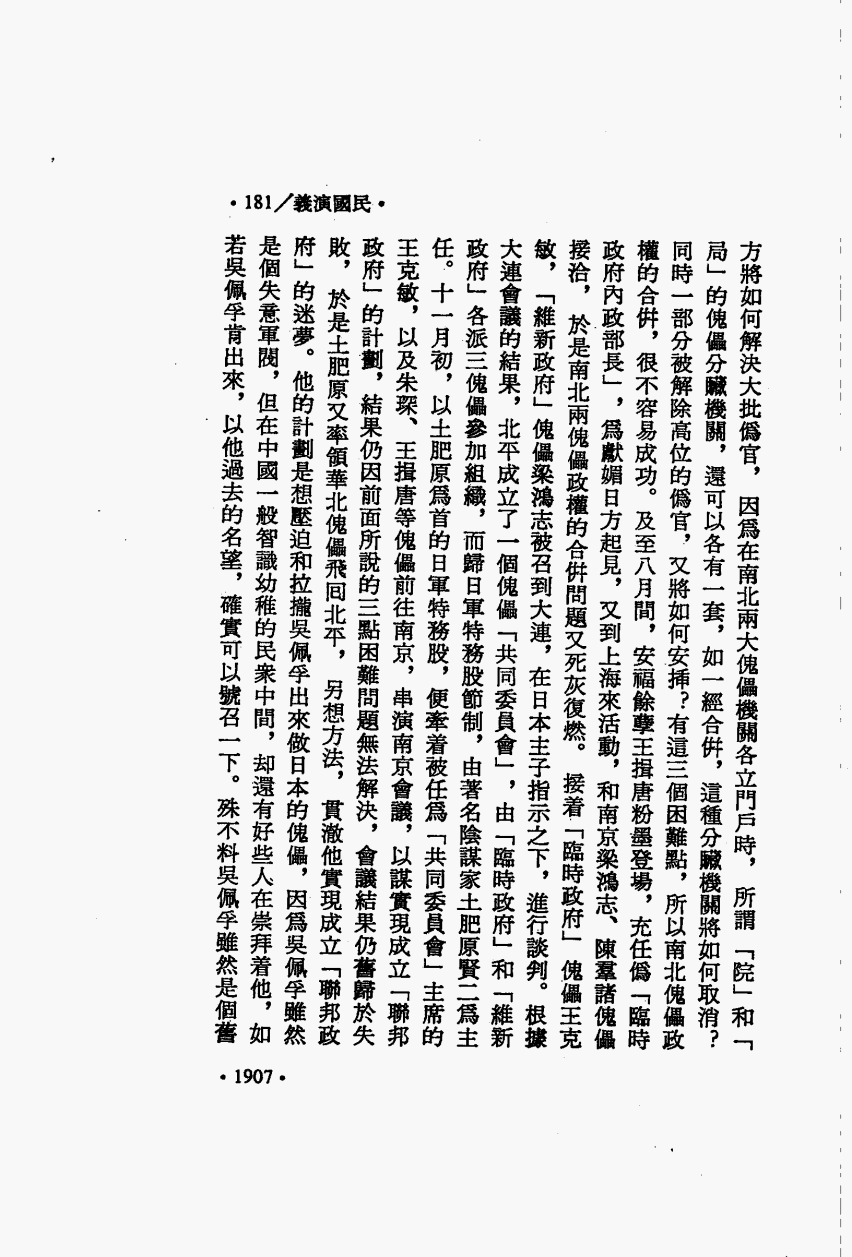 •181/義演國民•
方將如何解決大批僞官，因爲在南北兩大傀儡機關各立門戶時，所謂「院」和「
局」的傀儡分贓機關，還可以各有一套，如一經合倂，這種分贓機關將如何取消？
同時一部分被解除高位的僞官，又將如何安揷？有這三個困難點，所以南北傀儡政
權的合倂，很不容易成功。及至八月間，安福餘孽王揖唐粉墨登場，充任僞「臨時
政府內政部長」，爲獻媚日方起見，又到上海來活動，和南京梁鴻志、陳羣諸傀儡
接洽，於是南北兩傀儡政權的合倂問題又死灰復燃。接着「臨時政府」傀儡王克
敏，「維新政府」傀儡梁鴻志被召到大連，在日本主子指示之下，進行談判。根據
大連會議的結果，北平成立了一個傀儡「共同委員會」，由「臨時政府」和「維新
政府」各派三傀儡參加組織，而歸日軍特務股節制，由著名陰謀家土肥原賢二爲主
任。十一月初，以土肥原爲首的日軍特務股，便牽着被任爲「共同委員會」主席的
王克敏，以及朱琛、王揖唐等傀儡前往南京，串演南京會議，以謀實現成立「聯邦
政府」的計劃，結果仍因前面所說的三點困難問題無法解決，會議結果仍舊歸於失
敗，於是土肥原又率領華北傀儡飛回北平，另想方法，貫澈他實現成立「聯邦政
府」的迷夢。他的計劃是想壓迫和拉攏吳佩孚出來做日本的傀儡，因爲吳佩孚雖然
是個失意軍閥，但在中國一般智識幼稚的民衆中間，却還有好些人在崇拜着他，如
若吳佩孚肯出來，以他過去的名望，確實可以號召一下。殊不料吳佩孚雖然是個舊
•1907•